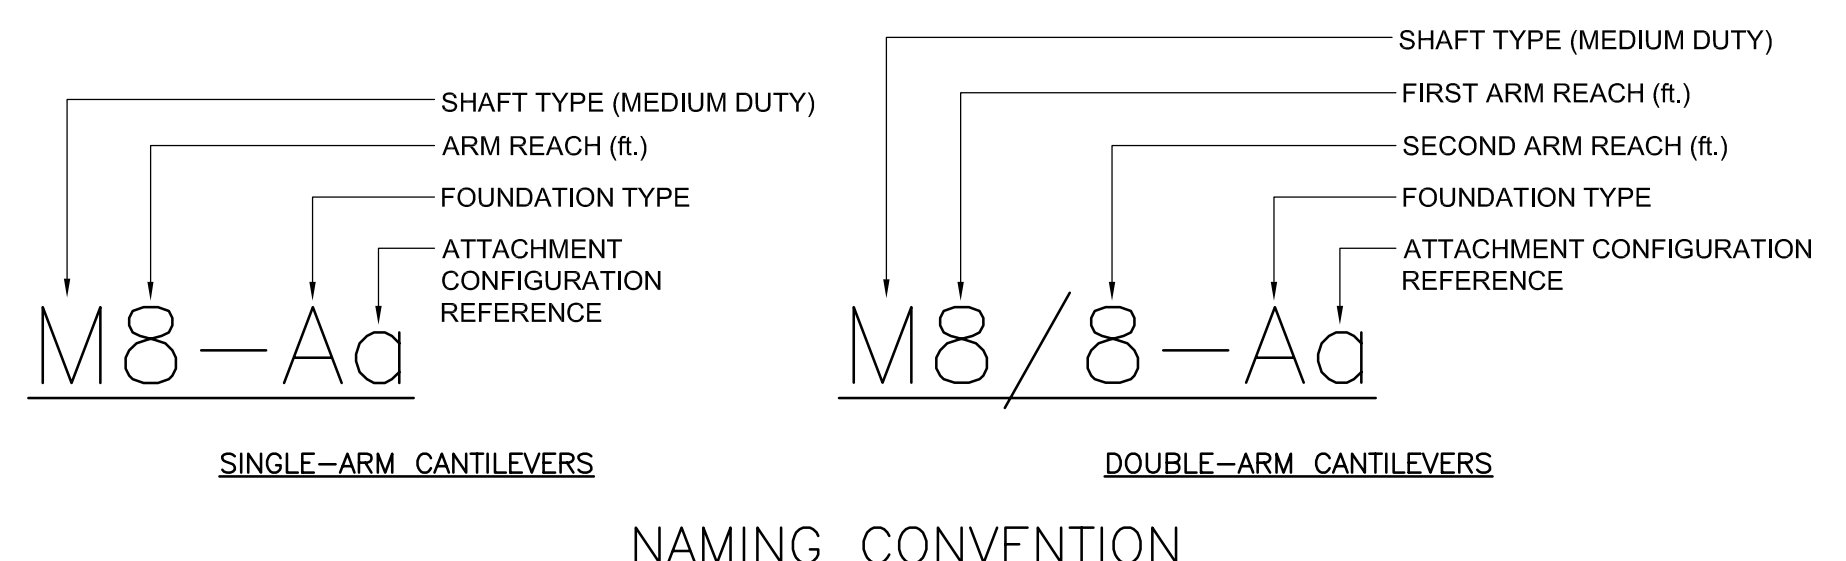 SHAFT TYPE (MEDIUM DUTY)
ARM REACH (ft.)
FOUNDATION TYPE
ATTACHMENT
CONFIGURATION
REFERENCE
M8-Aa
SINGLE-ARM CANTILEVERS
SHAFT TYPE (MEDIUM DUTY)
FIRST ARM REACH (ft.)
SECOND ARM REACH (ft.)
FOUNDATION TYPE
ATTACHMENT CONFIGURATION
REFERENCE
M8/8-Aa
DOUBLE-ARM CANTILEVERS
NAMING CONVENTION